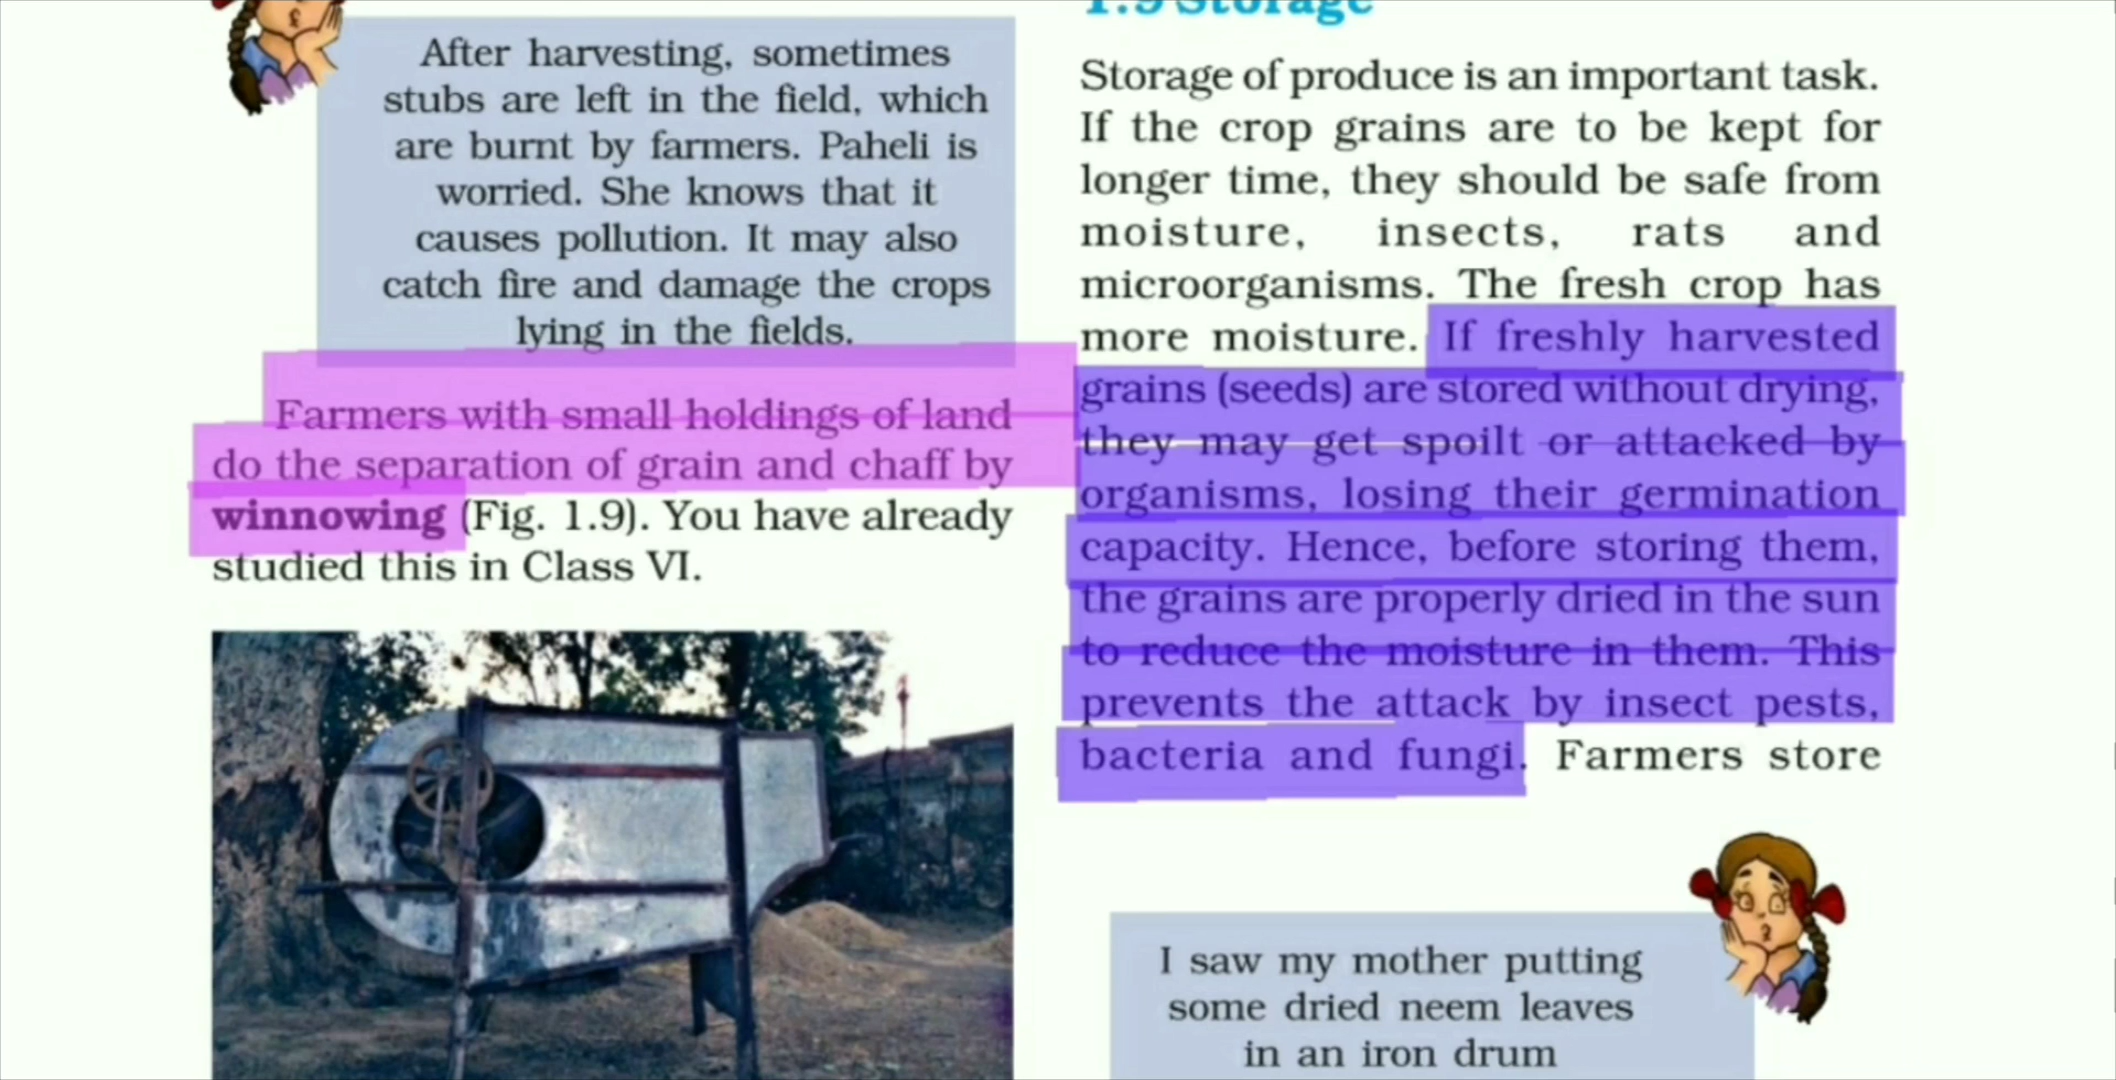 After harvesting, sometimes
stubs are left in the field, which
are burnt by farmers. Paheli is
worried. She knows that it
causes pollution. It may also
catch fire and damage the crops
lying in the fields.
Farmers with small holdings of land
do the separation of grain and chaff by
winnowing (Fig. 1.9). You have already
studied this in Class VI.
1.9 Storage
Storage of produce is an important task.
If the crop grains are to be kept for
longer time, they should be safe from
moisture, insects, rats and
microorganisms. The fresh crop has
more moisture. If freshly harvested
grains (seeds) are stored without drying,
they may get spoilt or attacked by
organisms, losing their germination
capacity. Hence, before storing them,
the grains are properly dried in the sun
to reduce the moisture in them. This
prevents the attack by insect pests,
bacteria and fungi. Farmers store
I saw my mother putting
some dried neem leaves
in an iron drum